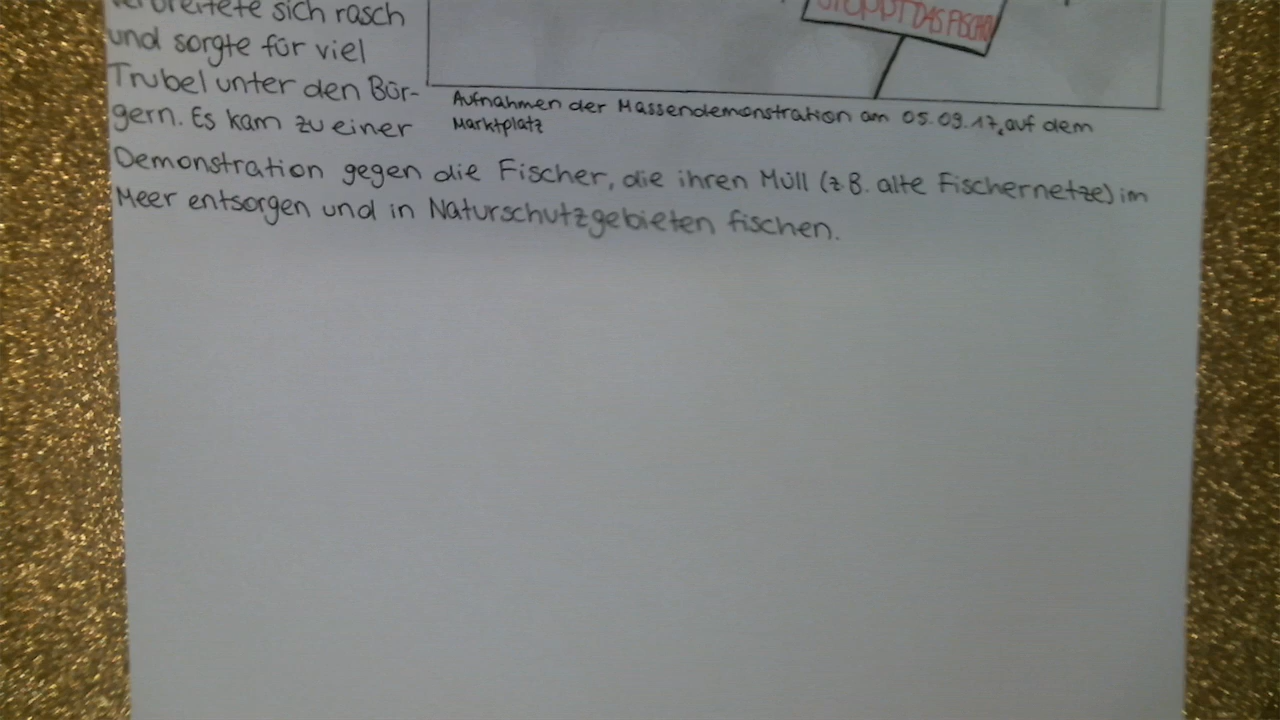 verbreitete sich rasch
und sorgte für viel
Trubel unter den Bür-
gern. Es kam zu einer
STOPPT DAS FISCHEN
Aufnahmen der Massendemonstration am 05.09.17, auf dem
Marktplatz
Demonstration gegen die Fischer, die ihren Müll (z.B. alte Fischernetze) im
Meer entsorgen und in Naturschutzgebieten fischen.